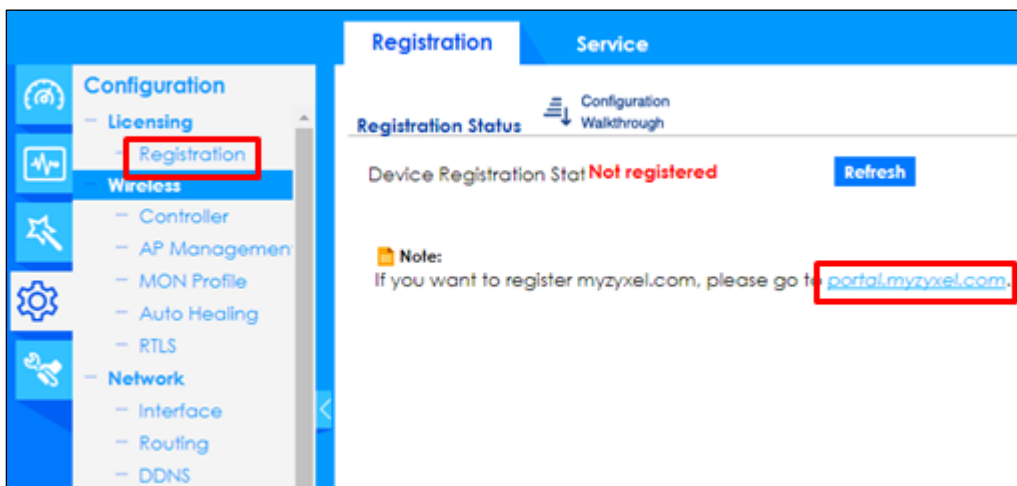 Registration
Service
Configuration
Licensing
Registration
Wireless
Controller
AP Managemen
MON Profile
Auto Healing
RTLS
Network
Interface
Routing
DDNS
Registration Status
Configuration
Walkthrough
Device Registration Stat Not registered
Refresh
Note:
If you want to register myzyxel.com, please go to portal.myzyxel.com.